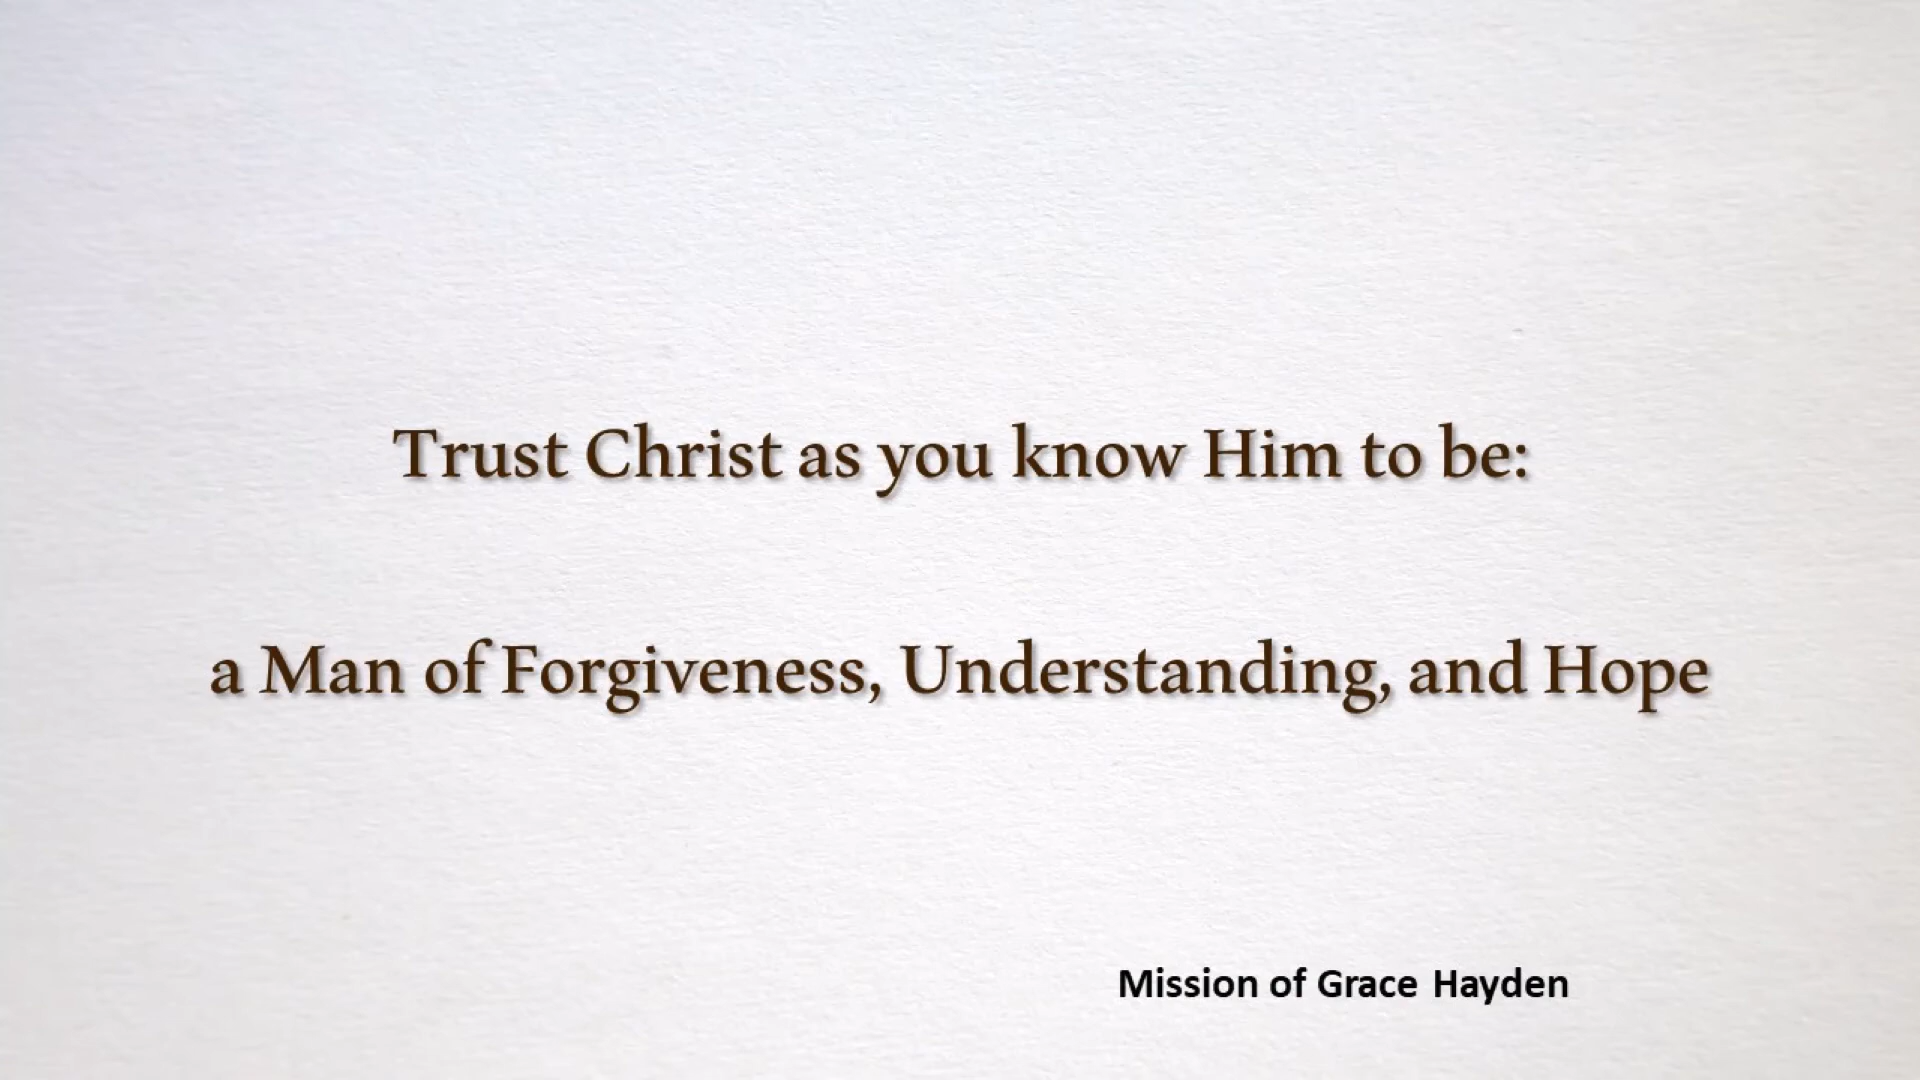 Trust Christ as you know Him to be:
a Man of Forgiveness, Understanding, and Hope
Mission of Grace Hayden